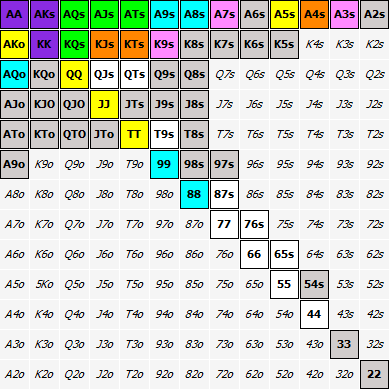 AA AKs AQs AJs ATs A9s A8s A7s A6s A5s A4s A3s A2s
AKo KK KQs KJs KTs K9s K8s K7s K6s K5s K4s K3s K2s
AQo KQo QQ QJs QTs Q9s Q8s Q7s Q6s Q5s Q4s Q3s Q2s
AJo KJO QJO JJ JTs J9s J8s J7s J6s J5s J4s J3s J2s
ATo KTo QTO JTo TT T9s T8s T7s T6s T5s T4s T3s T2s
A9o K9o Q9o J9o T9o 99 98s 97s 96s 95s 94s 93s 92s
A8o K8o Q8o J8o T8o 98o 88 87s 86s 85s 84s 83s 82s
A7o K7o Q7o J7o T7o 97o 87o 77 76s 75s 74s 73s 72s
A6o K6o Q6o J6o T6o 96o 86o 76o 66 65s 64s 63s 62s
A5o 5Ko Q5o J5o T5o 95o 85o 75o 65o 55 54s 53s 52s
A4o K4o Q4o J4o T4o 94o 84o 74o 64o 54o 44 43s 42s
A3o K3o Q3o J3o T3o 93o 83o 73o 63o 53o 43o 33 32s
A2o K2o Q2o J2o T2o 92o 82o 72o 62o 52o 42o 32o 22